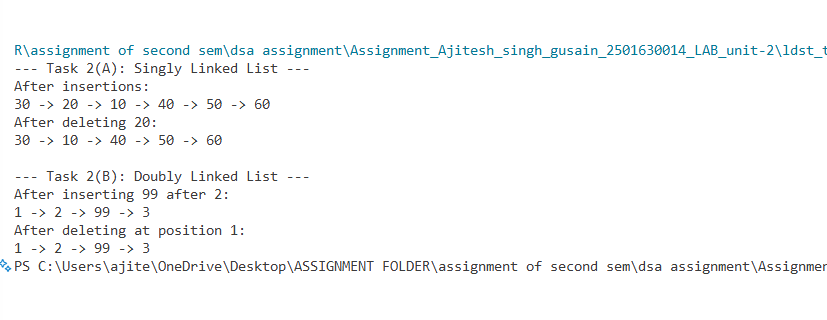 R\assignment of second sem\dsa assignment\Assignment_Ajitesh_singh_gusain_2501630014_LAB_unit-2\ldst_t
--- Task 2(A): Singly Linked List ---
After insertions:
30 -> 20 -> 10 -> 40 -> 50 -> 60
After deleting 20:
30 -> 10 -> 40 -> 50 -> 60

--- Task 2(B): Doubly Linked List ---
After inserting 99 after 2:
1 -> 2 -> 99 -> 3
After deleting at position 1:
1 -> 2 -> 99 -> 3
PS C:\Users\ajite\OneDrive\Desktop\ASSIGNMENT FOLDER\assignment of second sem\dsa assignment\Assignmen